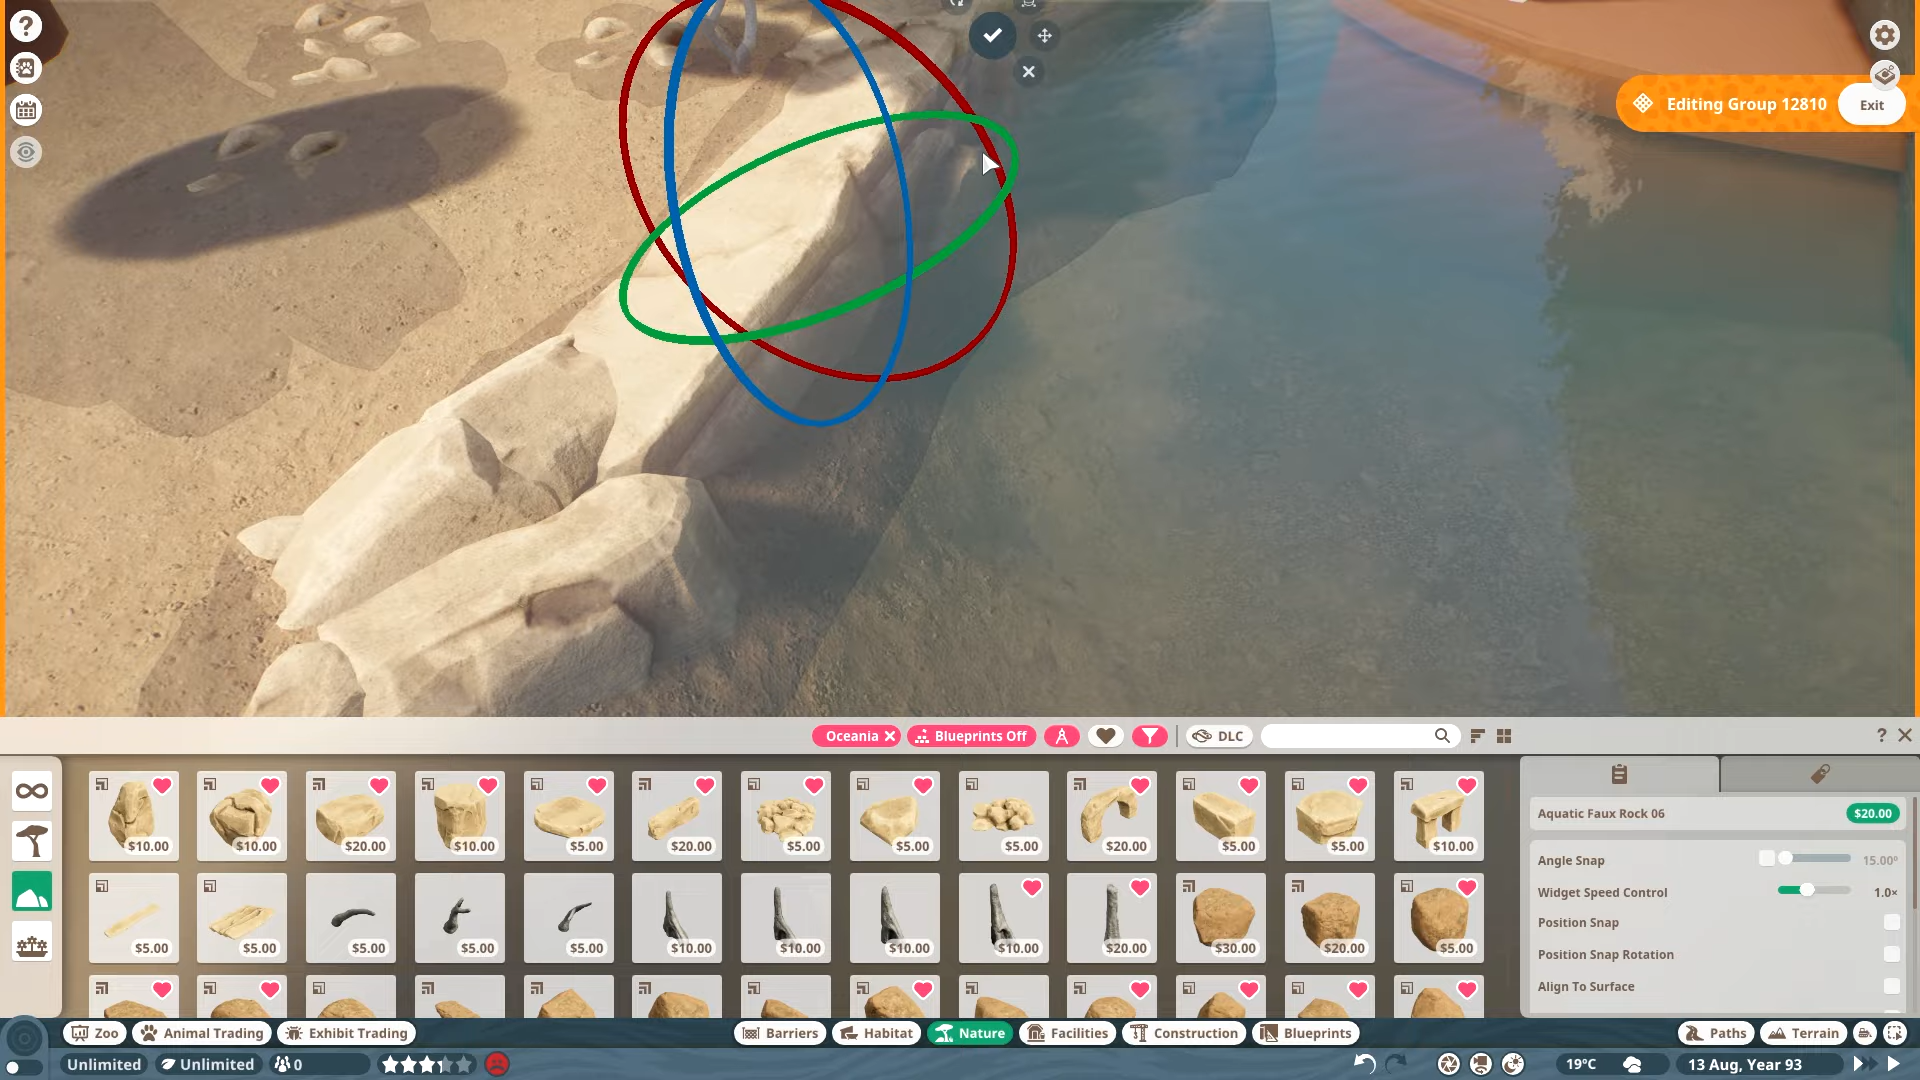 Editing Group 12810 Exit
Oceania Blueprints Off DLC
$10.00 $10.00 $20.00 $10.00 $5.00 $20.00 $5.00 $5.00 $5.00 $20.00 $5.00 $5.00 $10.00
$5.00 $5.00 $5.00 $5.00 $5.00 $10.00 $10.00 $10.00 $10.00 $20.00 $30.00 $20.00 $5.00
Aquatic Faux Rock 06 $20.00
Angle Snap 15.00°
Widget Speed Control 1.0×
Position Snap
Position Snap Rotation
Align To Surface
Zoo Animal Trading Exhibit Trading Barriers Habitat Nature Facilities Construction Blueprints Paths Terrain
Unlimited Unlimited 0 19°C 13 Aug, Year 93